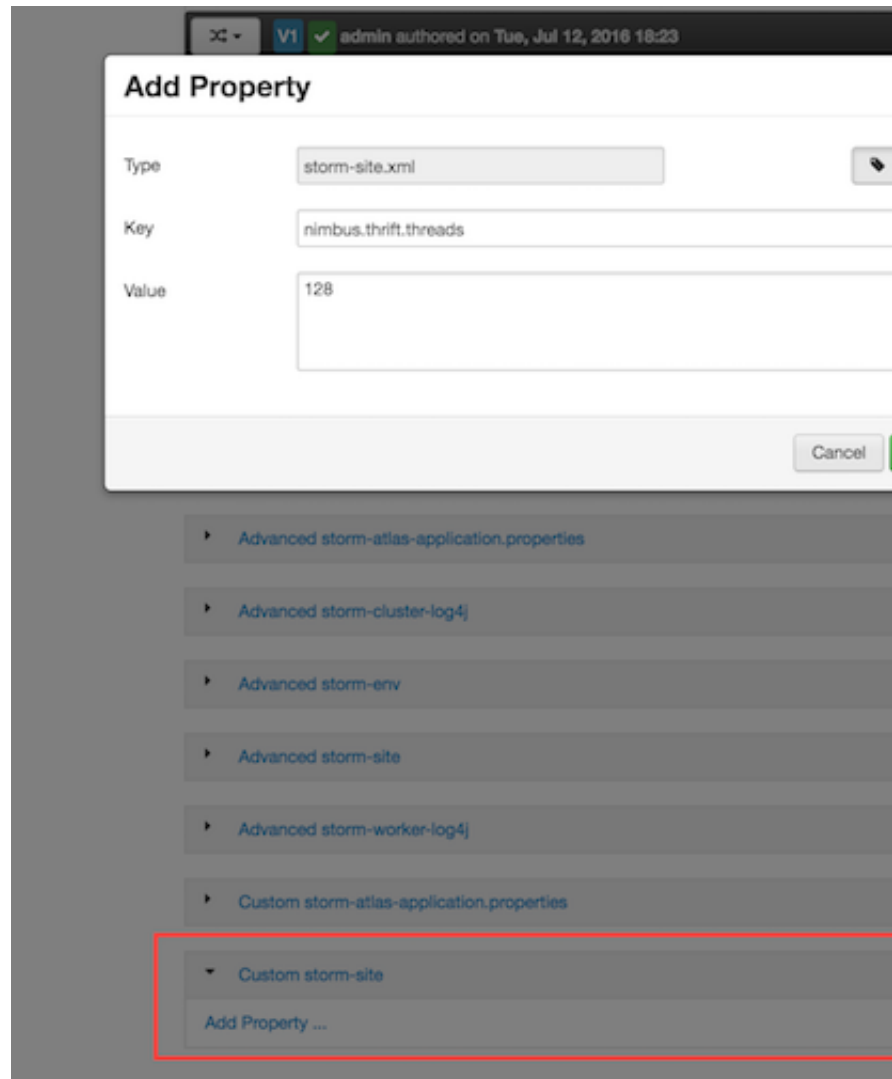 V1 admin authored on Tue, Jul 12, 2016 18:23
Add Property
Type
storm-site.xml
Key
nimbus.thrift.threads
Value
128
Cancel
Advanced storm-atlas-application.properties
Advanced storm-cluster-log4j
Advanced storm-env
Advanced storm-site
Advanced storm-worker-log4j
Custom storm-atlas-application.properties
Custom storm-site
Add Property ...